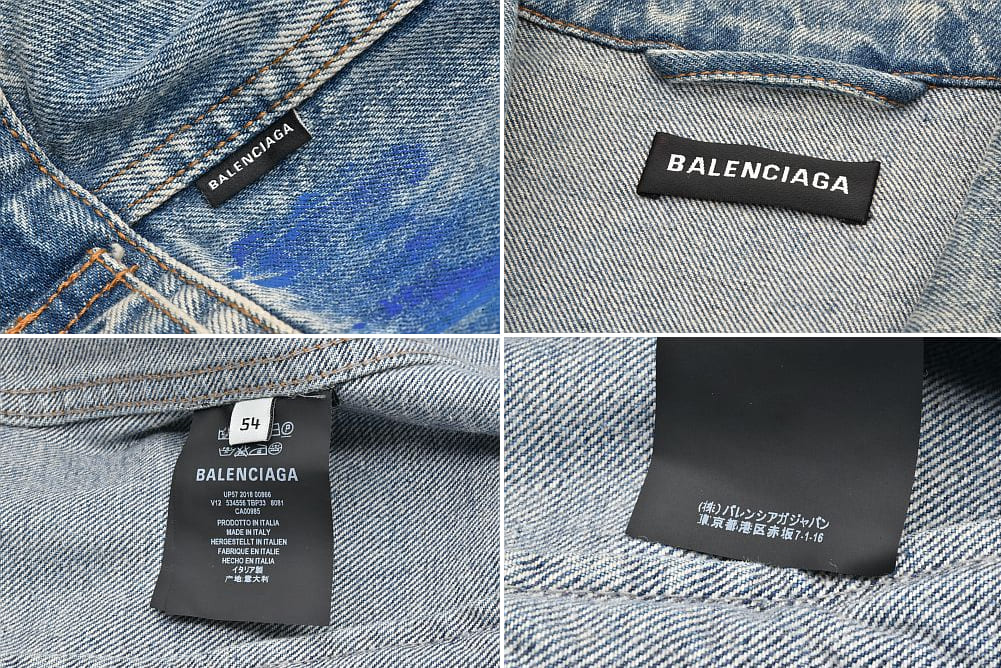 BALENCIAGA
BALENCIAGA
54
P
BALENCIAGA
UP57 2018 00866
V12 534556 TBP33 8081
CA00985
PRODOTTO IN ITALIA
MADE IN ITALY
HERGESTELLT IN ITALIEN
FABRIQUE EN ITALIE
HECHO EN ITALIA
イタリア製
产地:意大利
(株)バレンシアガジャパン
東京都港区赤坂7-1-16